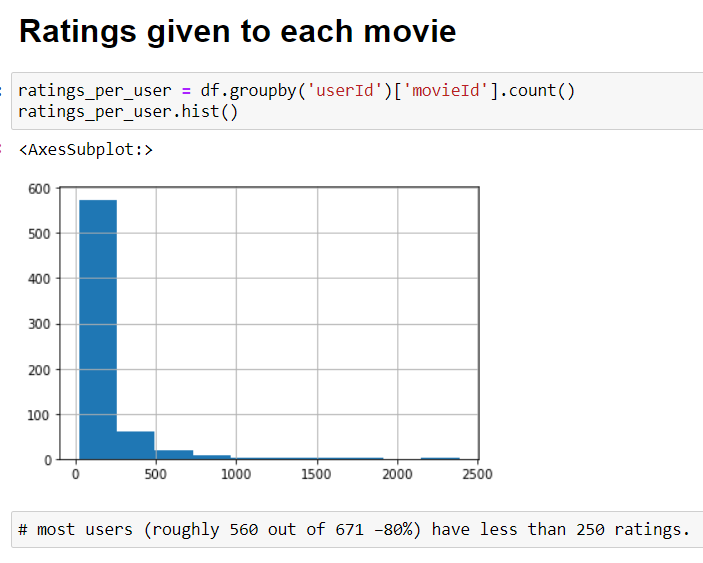 Ratings given to each movie
ratings_per_user = df.groupby('userId')['movieId'].count()
ratings_per_user.hist()
<AxesSubplot:>
600
500
400
300
200
100
0
0 500 1000 1500 2000 2500
# most users (roughly 560 out of 671 –80%) have less than 250 ratings.